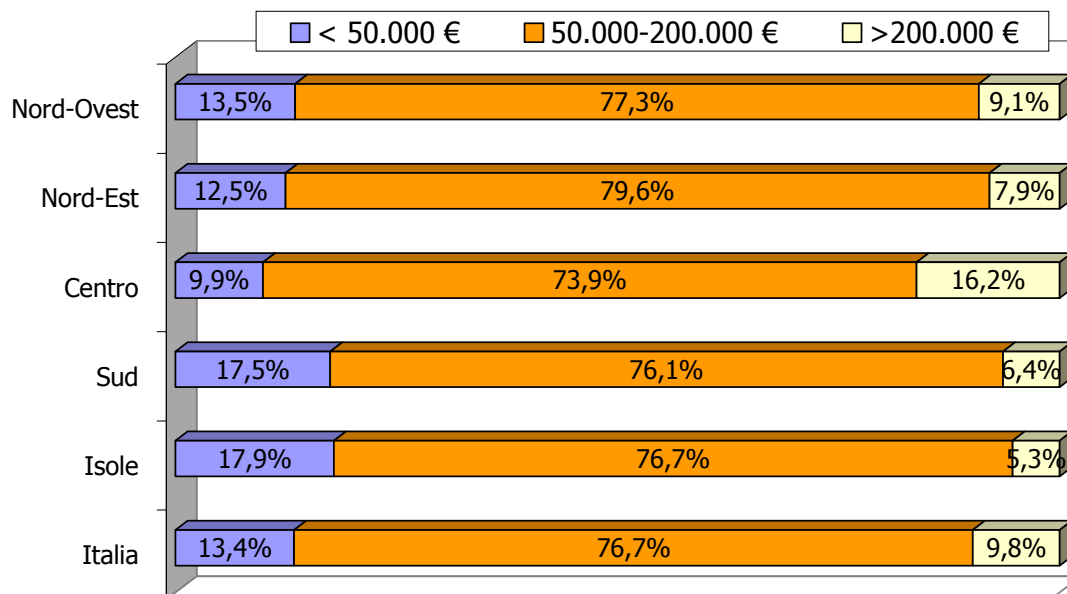 < 50.000 € 50.000-200.000 € >200.000 €
Nord-Ovest 13,5% 77,3% 9,1%
Nord-Est 12,5% 79,6% 7,9%
Centro 9,9% 73,9% 16,2%
Sud 17,5% 76,1% 6,4%
Isole 17,9% 76,7% 5,3%
Italia 13,4% 76,7% 9,8%